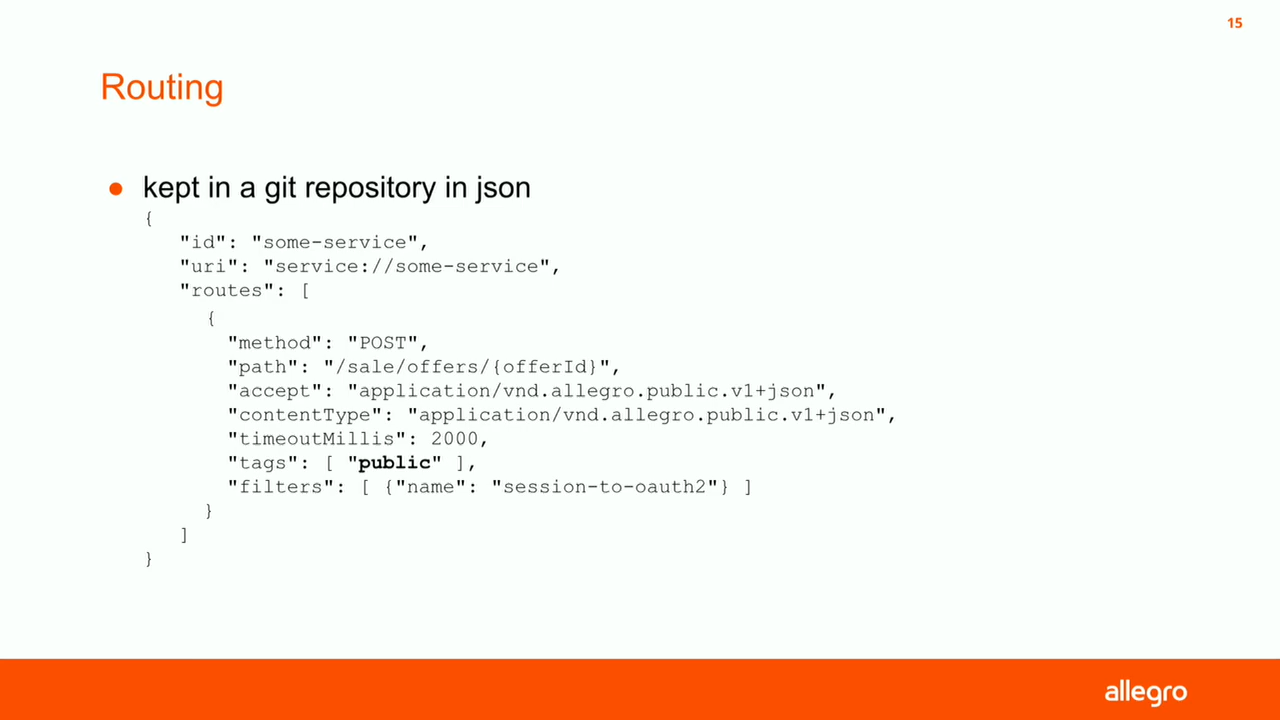 15
Routing
● kept in a git repository in json
{
"id": "some-service",
"uri": "service://some-service",
"routes": [
{
"method": "POST",
"path": "/sale/offers/{offerId}",
"accept": "application/vnd.allegro.public.v1+json",
"contentType": "application/vnd.allegro.public.v1+json",
"timeoutMillis": 2000,
"tags": [ "public" ],
"filters": [ {"name": "session-to-oauth2"} ]
}
]
}
allegro